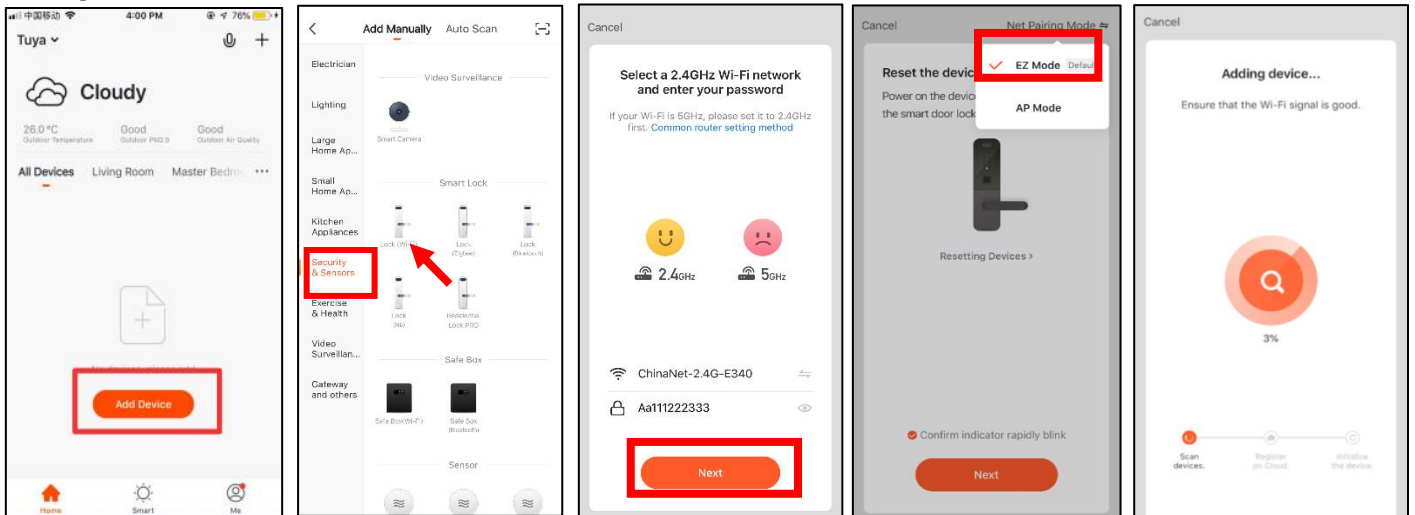 中国移动
4:00 PM
76%
Tuya
Cloudy
26.0°C
Good
Good
Outdoor Temperature
Outdoor PM2.5
Outdoor Air Quality
All Devices
Living Room
Master Bedro
Add Device
Home
Smart
Me
Add Manually
Auto Scan
Electrician
Lighting
Large
Home Ap...
Small
Home Ap...
Kitchen
Appliances
Security
& Sensors
Exercise
& Health
Video
Surveillan...
Gateway
and others
Video Surveillance
Smart Camera
Smart Lock
Lock (Wi-Fi)
Lock
(Zigbee)
Lock
(Bluetooth)
Lock
Residential
Lock PRO
Safe Box
Safe Box(Wi-Fi)
Safe Box
Sensor
Cancel
Select a 2.4GHz Wi-Fi network
and enter your password
If your Wi-Fi is 5GHz, please set it to 2.4GHz
first. Common router setting method
2.4GHz
5GHz
ChinaNet-2.4G-E340
Aa111222333
Next
Cancel
Net Pairing Mode
EZ Mode
Defaul
AP Mode
Reset the devic
Power on the devic
the smart door lock
Resetting Devices >
Confirm indicator rapidly blink
Next
Cancel
Adding device...
Ensure that the Wi-Fi signal is good.
3%
Scan
devices.
Register
on Cloud.
Initialize
the device.